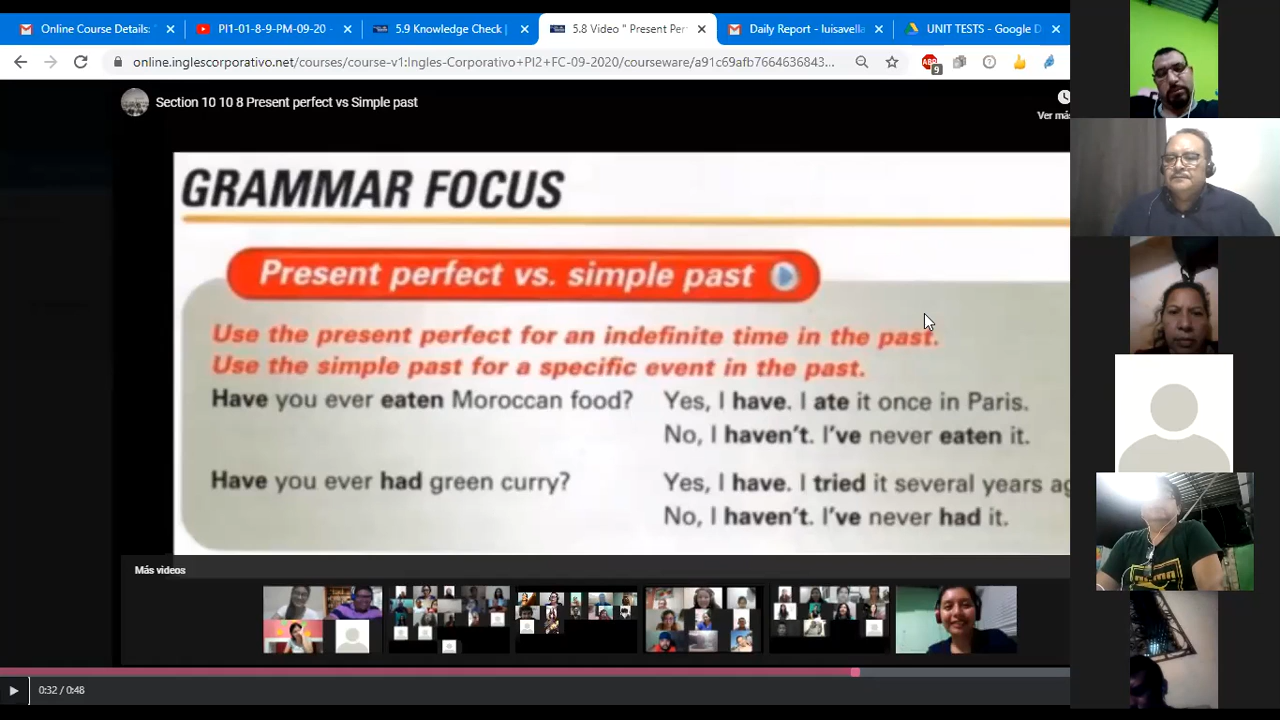 Online Course Details:
PI1-01-8-9-PM-09-20 -
5.9 Knowledge Check |
5.8 Video " Present Per
Daily Report - luisavella
UNIT TESTS - Google D
online.inglescorporativo.net/courses/course-v1:Ingles-Corporativo+PI2+FC-09-2020/courseware/a91c69afb7664636843...
ABP
9
Section 10 10 8 Present perfect vs Simple past
Ver más
GRAMMAR FOCUS
Present perfect vs. simple past
Use the present perfect for an indefinite time in the past.
Use the simple past for a specific event in the past.
Have you ever eaten Moroccan food? Yes, I have. I ate it once in Paris.
No, I haven't. I've never eaten it.
Have you ever had green curry? Yes, I have. I tried it several years ag
No, I haven't. I've never had it.
Más videos
0:32 / 0:48